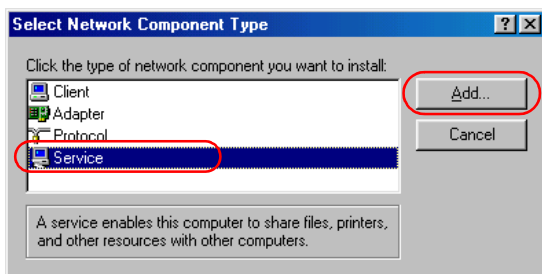 Select Network Component Type
Click the type of network component you want to install:
Client
Adapter
Protocol
Service
Add...
Cancel
A service enables this computer to share files, printers,
and other resources with other computers.